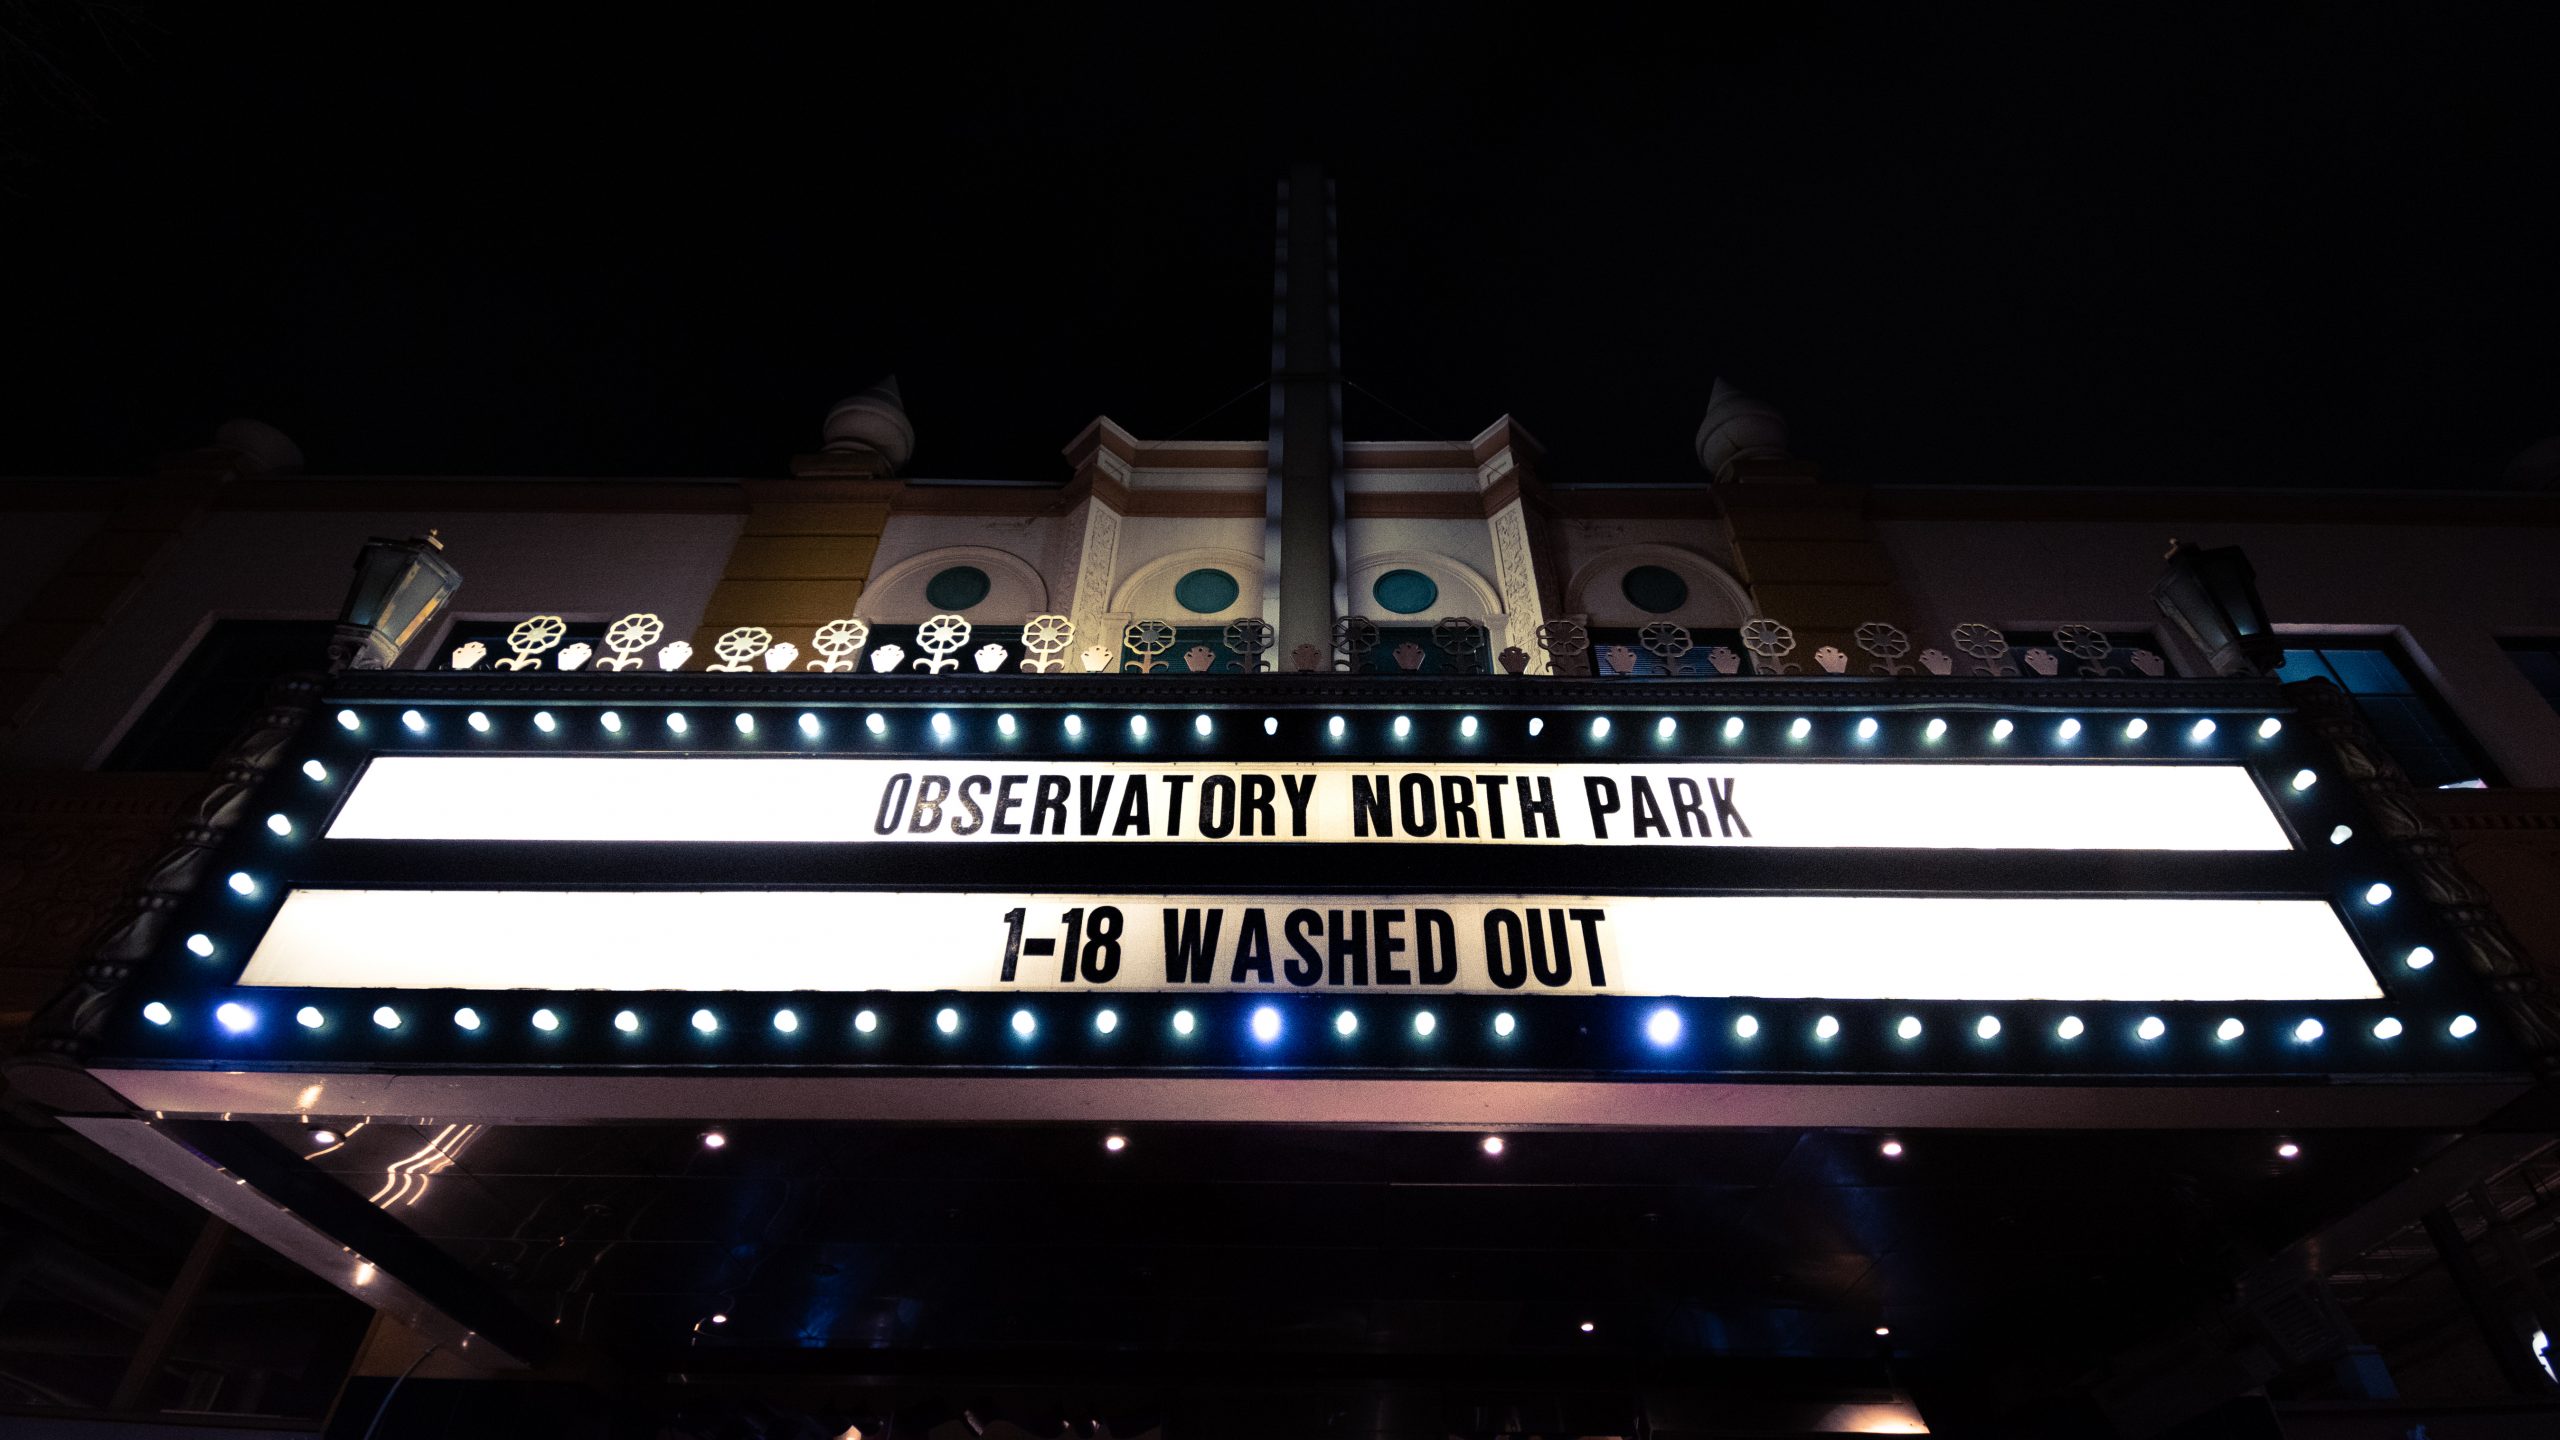 OBSERVATORY NORTH PARK
1-18 WASHED OUT